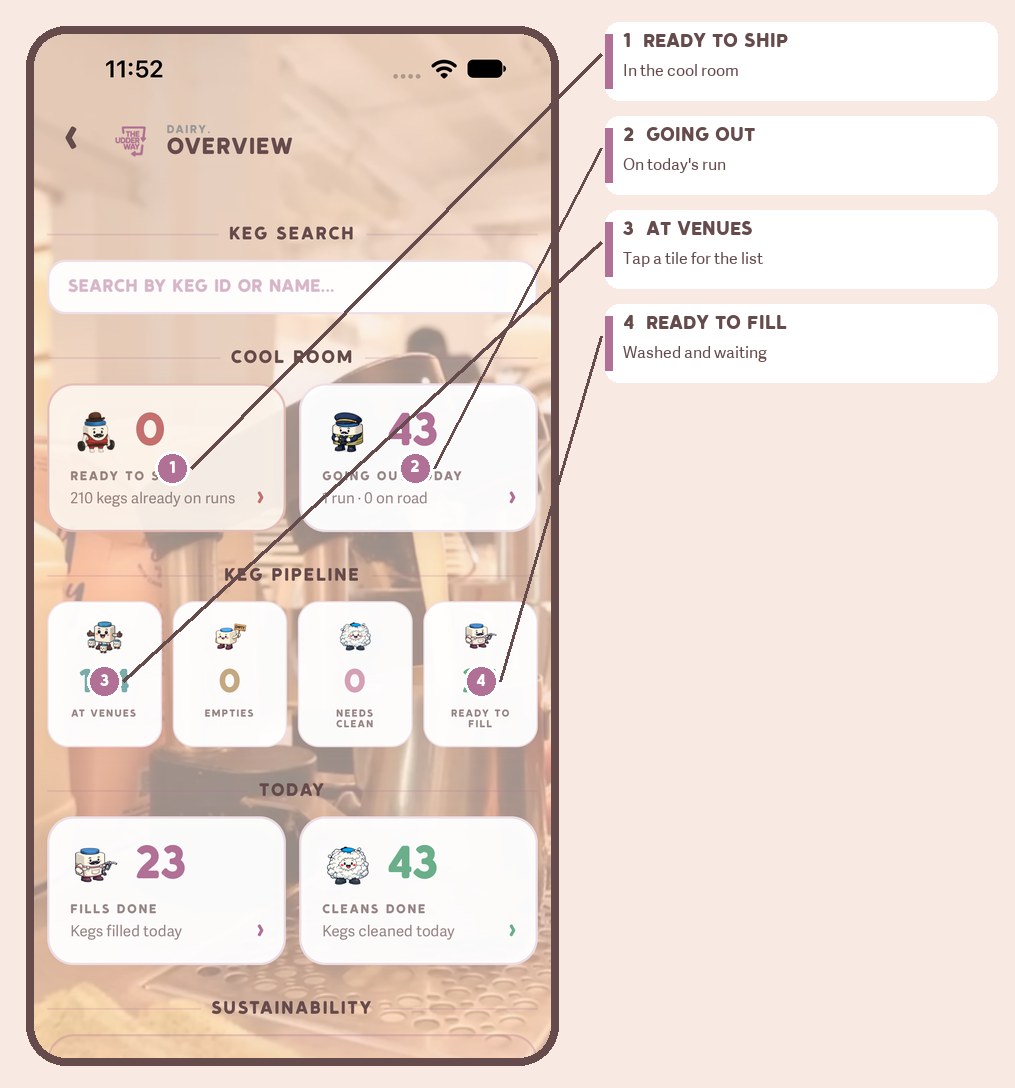 11:52
THE UDDER WAY
DAIRY.
OVERVIEW
KEG SEARCH
SEARCH BY KEG ID OR NAME...
COOL ROOM
0
READY TO
1
210 kegs already on runs
43
GOING
2
1 run · 0 on road
KEG PIPELINE
3
AT VENUES
0
EMPTIES
0
NEEDS
CLEAN
4
READY TO
FILL
TODAY
23
FILLS DONE
Kegs filled today
43
CLEANS DONE
Kegs cleaned today
SUSTAINABILITY
1 READY TO SHIP
In the cool room
2 GOING OUT
On today's run
3 AT VENUES
Tap a tile for the list
4 READY TO FILL
Washed and waiting